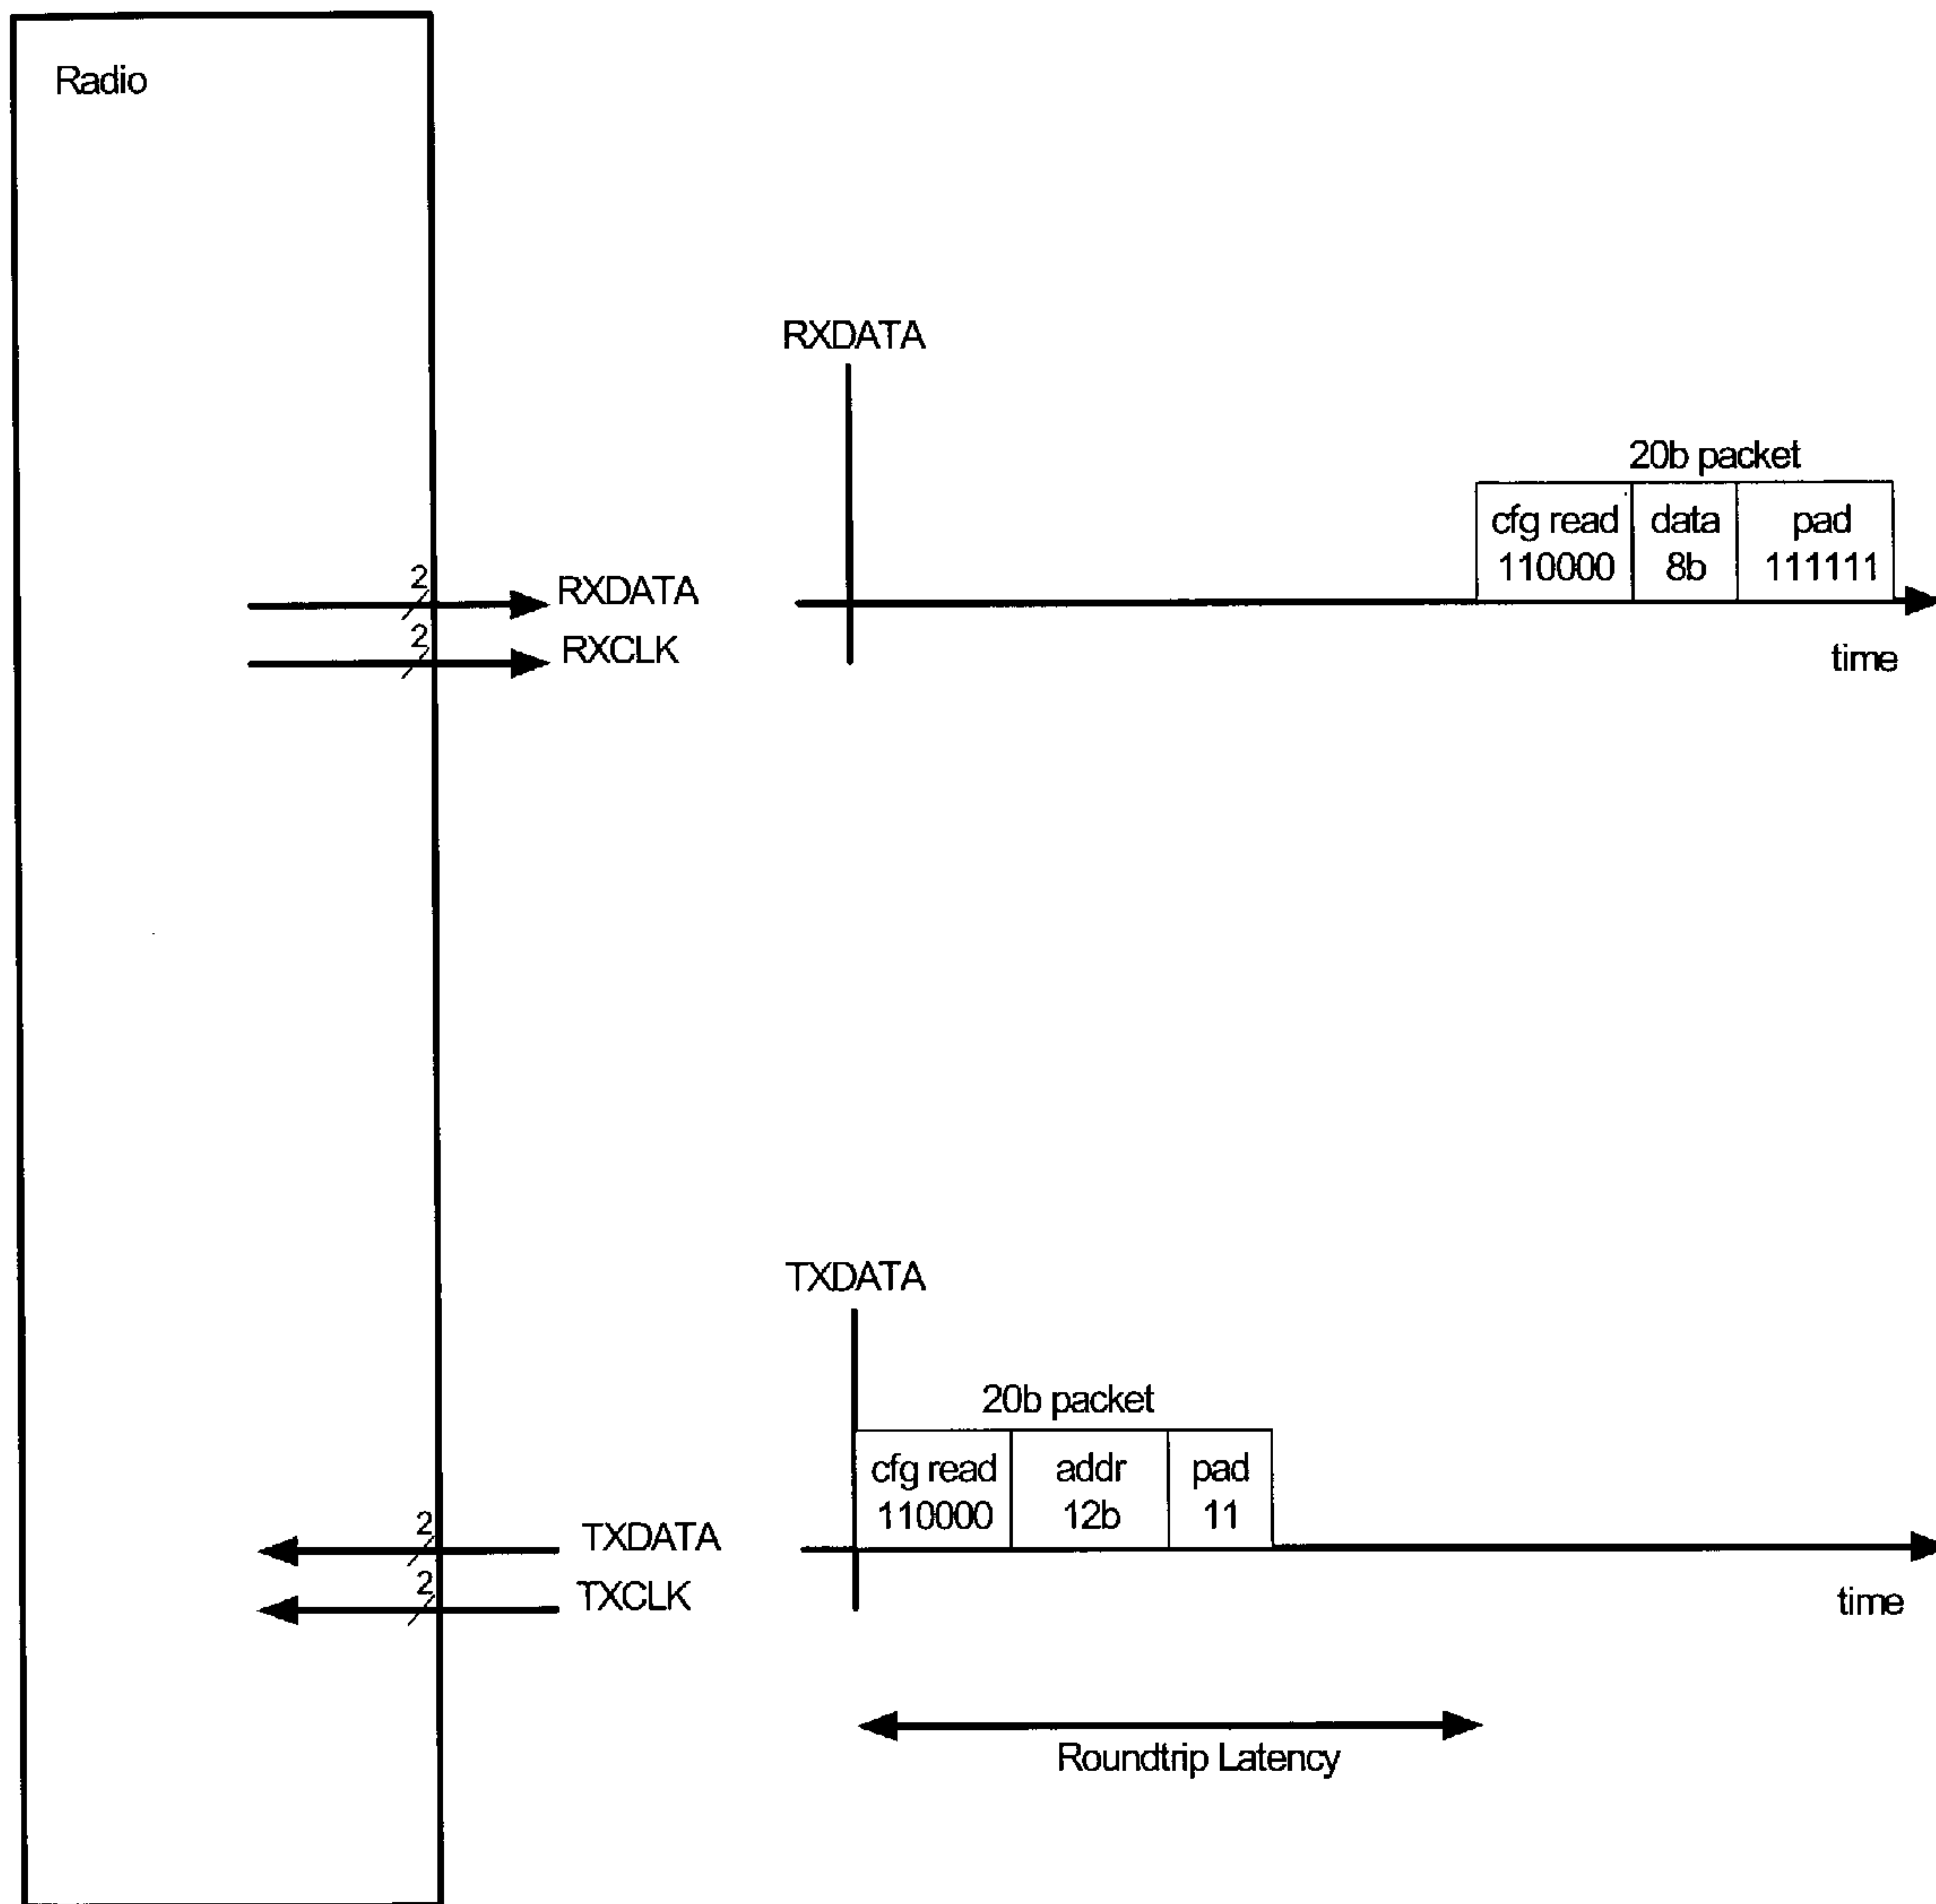 Radio
RXDATA
20b packet
cfg read data pad
110000 8b 111111
2 RXDATA
2 RXCLK
time
TXDATA
20b packet
cfg read addr pad
110000 12b 11
2 TXDATA
2 TXCLK
time
Roundtrip Latency